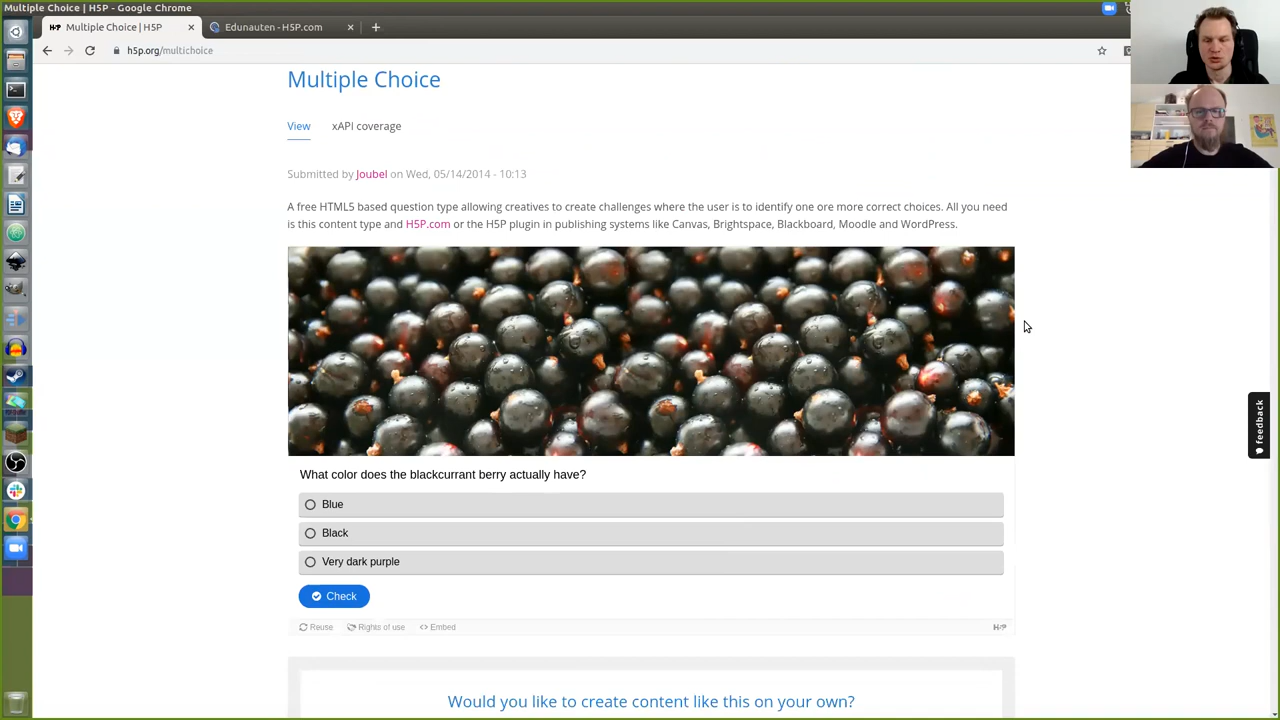 Multiple Choice | H5P - Google Chrome
H-P Multiple Choice | H5P
Edunauten - H5P.com
h5p.org/multichoice
Multiple Choice
View
xAPI coverage
Submitted by Joubel on Wed, 05/14/2014 - 10:13
A free HTML5 based question type allowing creatives to create challenges where the user is to identify one ore more correct choices. All you need
is this content type and H5P.com or the H5P plugin in publishing systems like Canvas, Brightspace, Blackboard, Moodle and WordPress.
feedback
What color does the blackcurrant berry actually have?
Blue
Black
Very dark purple
Check
Reuse
Rights of use
<> Embed
H-P
Would you like to create content like this on your own?